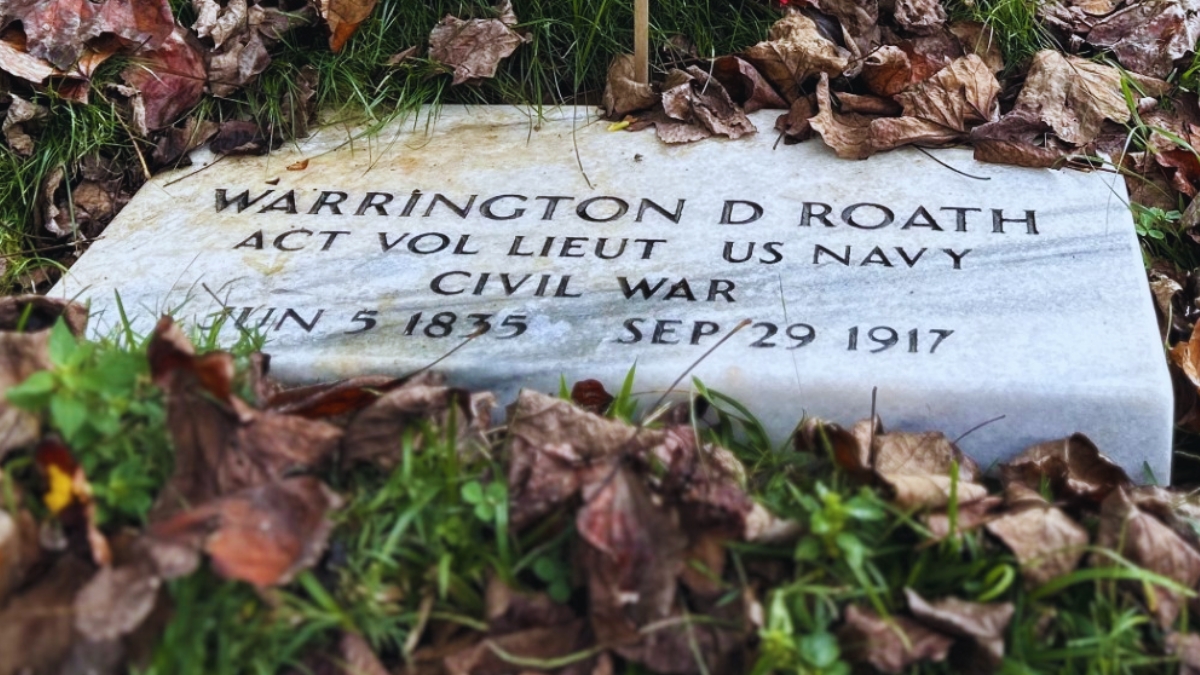 WARRINGTON D ROATH
ACT VOL LIEUT US NAVY
CIVIL WAR
JUN 5 1835 SEP 29 1917